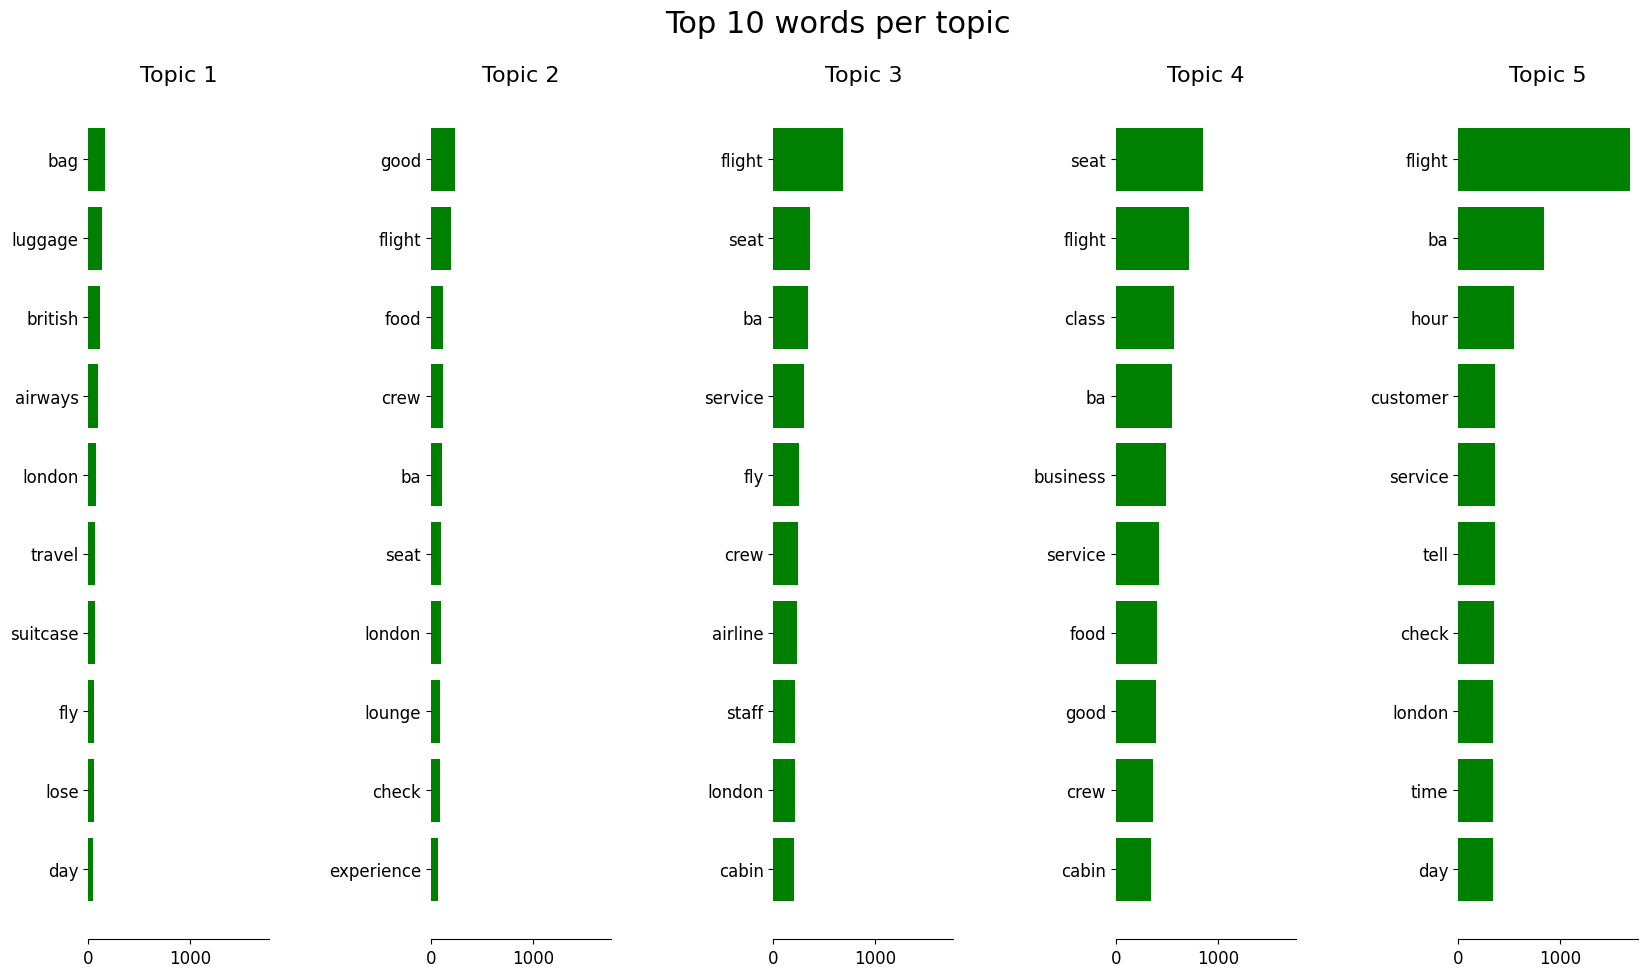 Top 10 words per topic
Topic 1
bag
luggage
british
airways
london
travel
suitcase
fly
lose
day
0 1000
Topic 2
good
flight
food
crew
ba
seat
london
lounge
check
experience
0 1000
Topic 3
flight
seat
ba
service
fly
crew
airline
staff
london
cabin
0 1000
Topic 4
seat
flight
class
ba
business
service
food
good
crew
cabin
0 1000
Topic 5
flight
ba
hour
customer
service
tell
check
london
time
day
0 1000